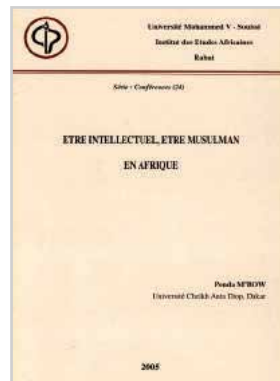 Université Mohammed V - Souissi
Institut des Etudes Africaines
Rabat
Série : Conférences (24)
ETRE INTELLECTUEL, ETRE MUSULMAN
EN AFRIQUE
Penda M'BOW
Université Cheikh Anta Diop, Dakar
2005